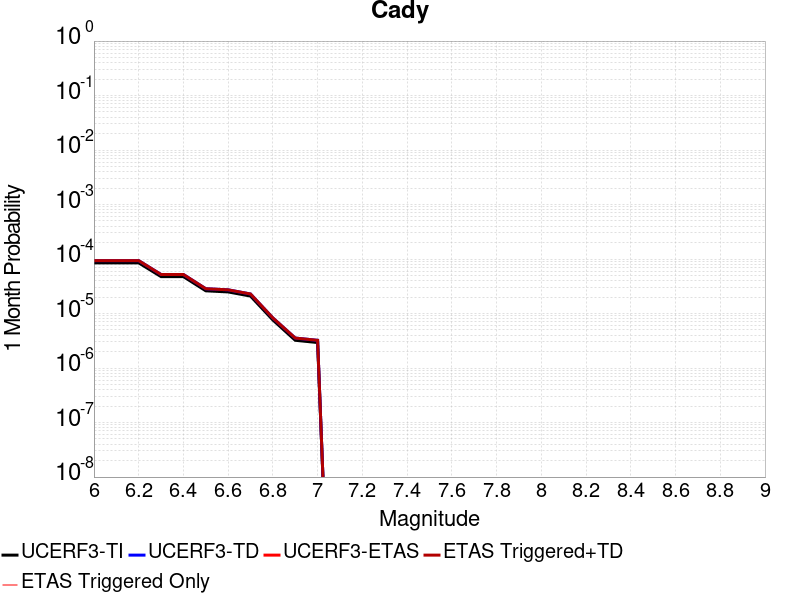 Cady
10^0
10^-1
10^-2
10^-3
10^-4
10^-5
10^-6
10^-7
10^-8
1 Month Probability
6 6.2 6.4 6.6 6.8 7 7.2 7.4 7.6 7.8 8 8.2 8.4 8.6 8.8 9
Magnitude
UCERF3-TI UCERF3-TD UCERF3-ETAS ETAS Triggered+TD
ETAS Triggered Only